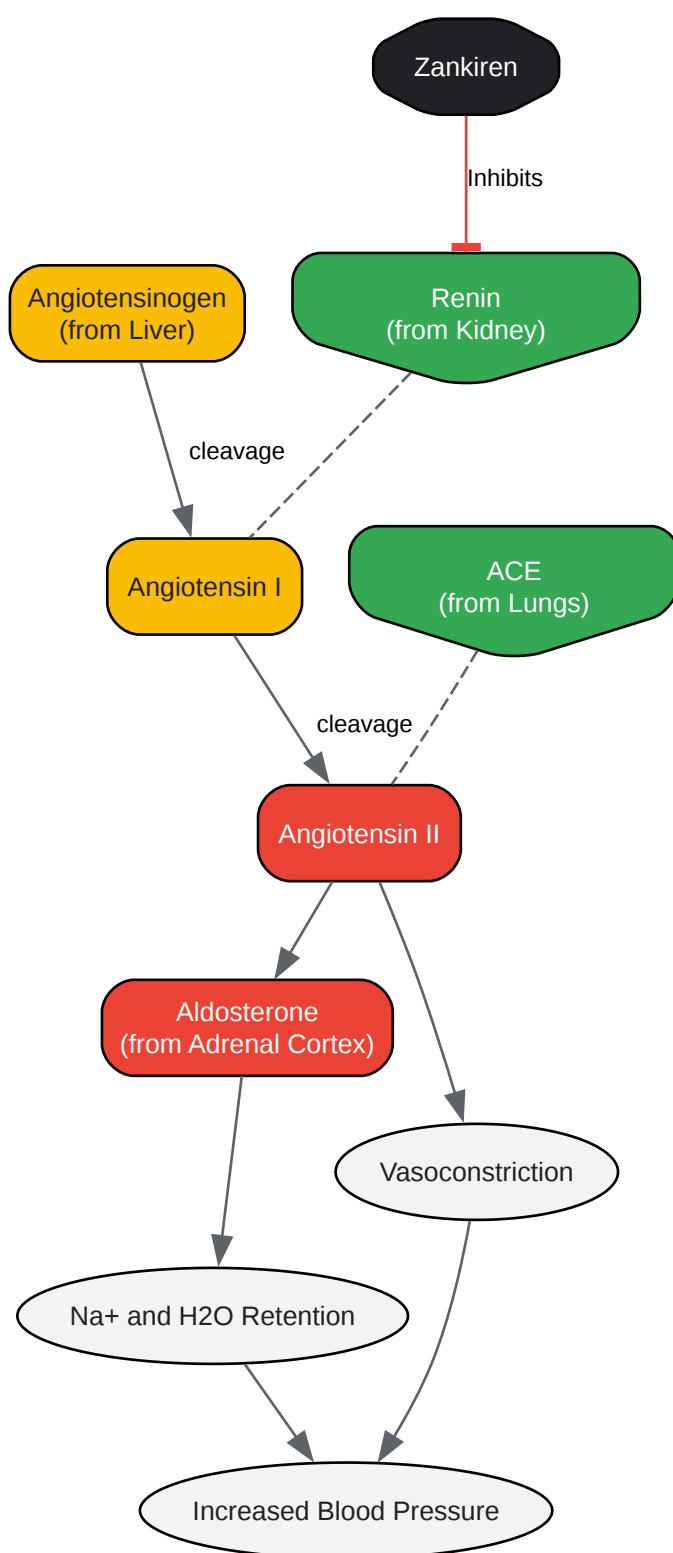 Zankiren
Inhibits
Angiotensinogen
(from Liver)
Renin
(from Kidney)
cleavage
Angiotensin I
ACE
(from Lungs)
cleavage
Angiotensin II
Aldosterone
(from Adrenal Cortex)
Vasoconstriction
Na+ and H2O Retention
Increased Blood Pressure